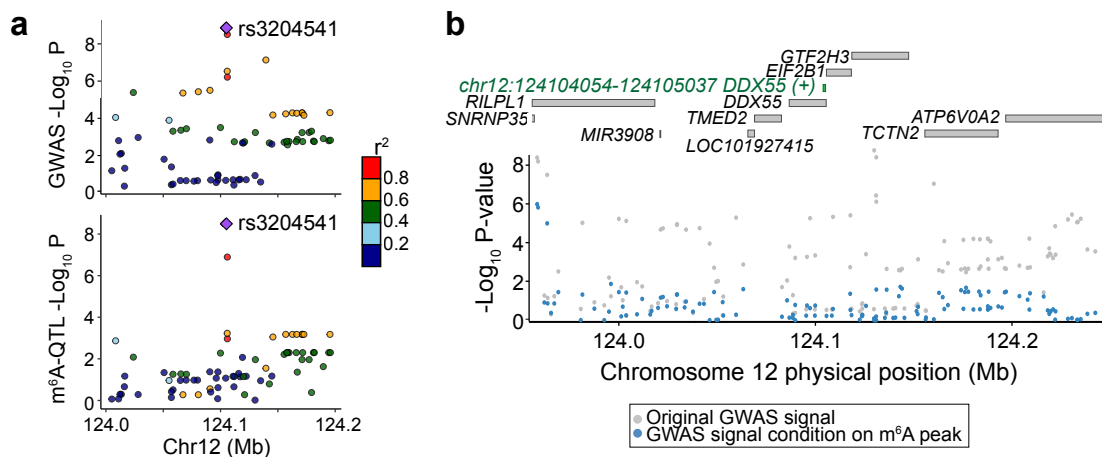 a
rs3204541
GWAS -Log10 P
8
6
4
2
0
r²
0.8
0.6
0.4
0.2
rs3204541
m⁶A-QTL -Log10 P
8
6
4
2
0
124.0
124.1
124.2
Chr12 (Mb)
b
GTF2H3
EIF2B1
chr12:124104054-124105037 DDX55 (+)
RILPL1
DDX55
SNRNP35
TMED2
ATP6V0A2
MIR3908
TCTN2
LOC101927415
-Log10 P-value
8
6
4
2
0
124.0
124.1
124.2
Chromosome 12 physical position (Mb)
Original GWAS signal
GWAS signal condition on m⁶A peak